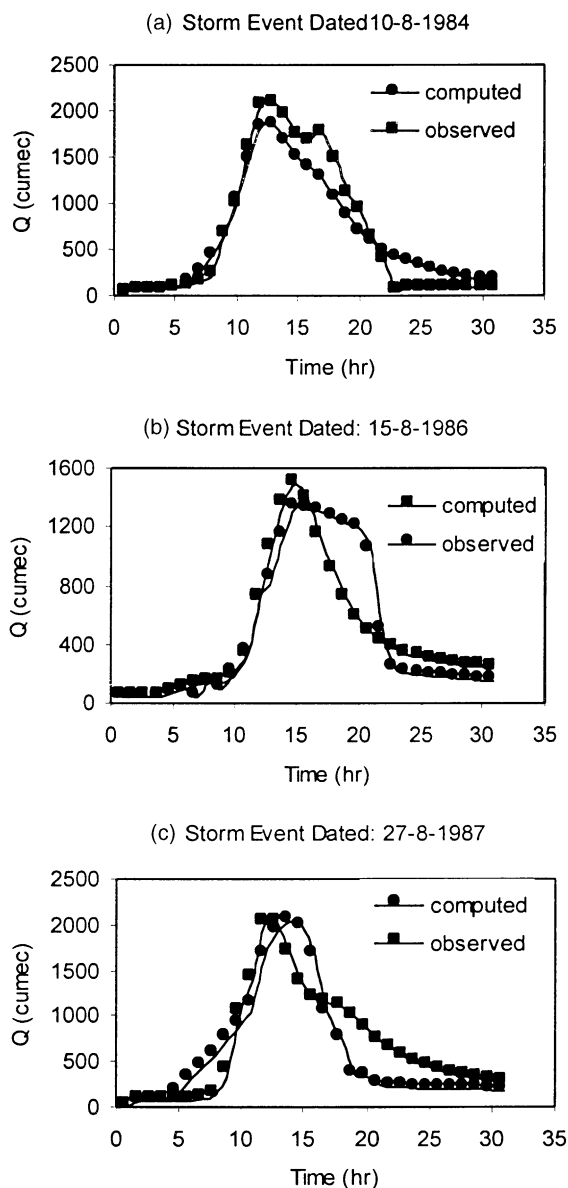 (a) Storm Event Dated10-8-1984
2500
2000
1500
1000
500
0
Q (cumec)
computed
observed
0 5 10 15 20 25 30 35
Time (hr)
(b) Storm Event Dated: 15-8-1986
1600
1200
800
400
0
Q (cumec)
computed
observed
0 5 10 15 20 25 30 35
Time (hr)
(c) Storm Event Dated: 27-8-1987
2500
2000
1500
1000
500
0
Q (cumec)
computed
observed
0 5 10 15 20 25 30 35
Time (hr)